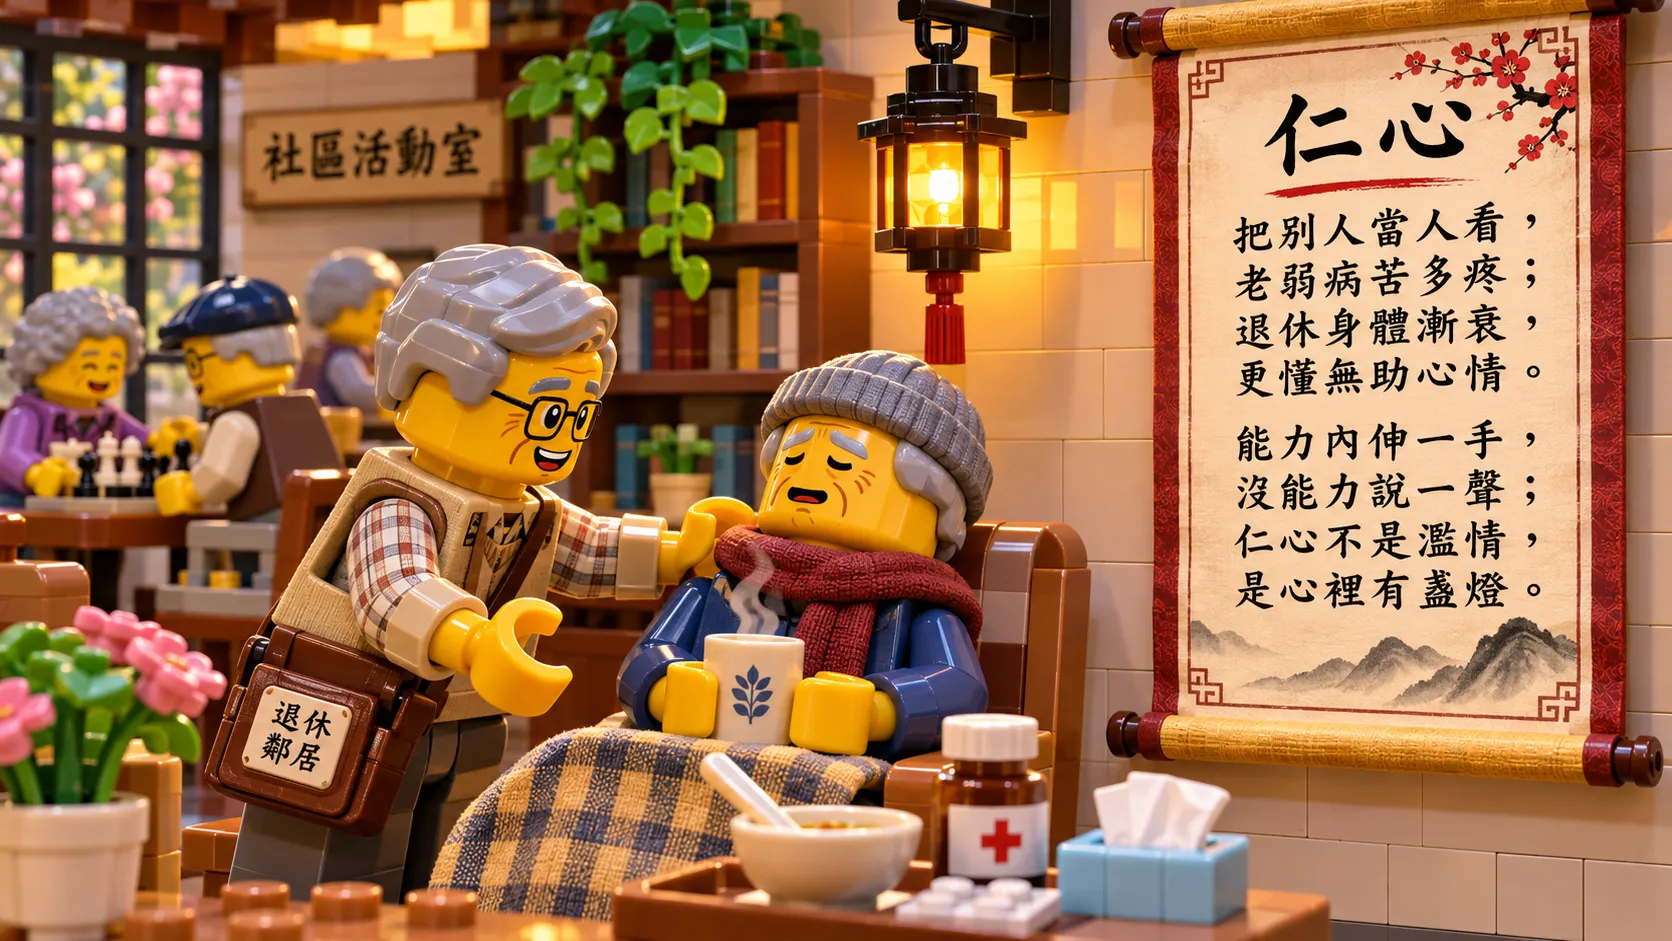 社區活動室
退休
鄰居
仁心
把别人當人看，
老弱病苦多疼；
退休身體漸衰，
更懂無助心情。
能力內伸一手，
沒能力說一聲；
仁心不是濫情，
是心裡有盞燈。